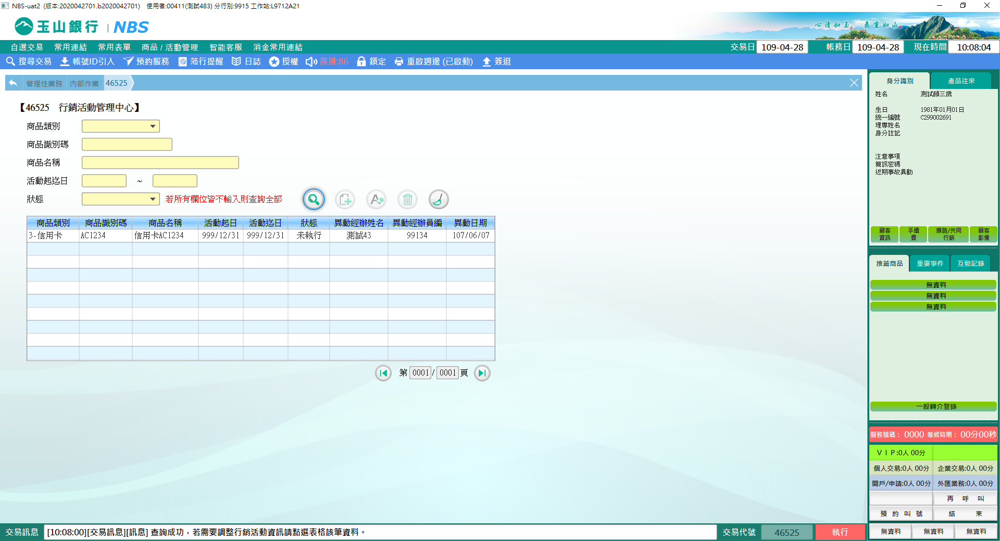 NBS-uat2 (版本:2020042701.b2020042701) 使用者:00411(測試483) 分行別:9915 工作站:L9712A21
玉山銀行 | NBS
心清如玉 義重如山
自選交易 常用連結 常用表單 商品 / 活動管理 智能客服 消金常用連結
交易日 109-04-28 帳務日 109-04-28 現在時間 10:08:04
搜尋交易 帳號ID引入 預約服務 蒞行提醒 日誌 授權 廣播:86 鎖定 重啟週邊 (已啟動) 簽退
管理性業務 內部作業 46525
【46525 行銷活動管理中心】
商品類別
商品識別碼
商品名稱
活動起迄日 ~
狀態 若所有欄位皆不輸入則查詢全部
商品類別 商品識別碼 商品名稱 活動起日 活動迄日 狀態 異動經辦姓名 異動經辦員編 異動日期
3-信用卡 AC1234 信用卡AC1234 999/12/31 999/12/31 未執行 測試43 99134 107/06/07
第 0001 / 0001 頁
身分識別 產品往來
姓名 測試顏三歲
生日 1981年01月01日
統一編號 C299002691
理專姓名
身分註記
注意事項
簡訊密碼
近期事故異動
顧客資訊 手續費 通路/共同行銷 顧客影像
推薦商品 重要事件 互動記錄
無資料
無資料
無資料
一般轉介登錄
服務號碼： 0000 等候時間： 00分00秒
ＶＩＰ:0人 00分
個人交易:0人 00分 企業交易:0人 00分
開戶/申請:0人 00分 外匯業務:0人 00分
再 呼 叫
預 約 叫 號 結 束
無資料 無資料 無資料
交易訊息 [10:08:00][交易訊息][訊息] 查詢成功，若需要調整行銷活動資訊請點選表格該筆資料。
交易代號 46525 執行